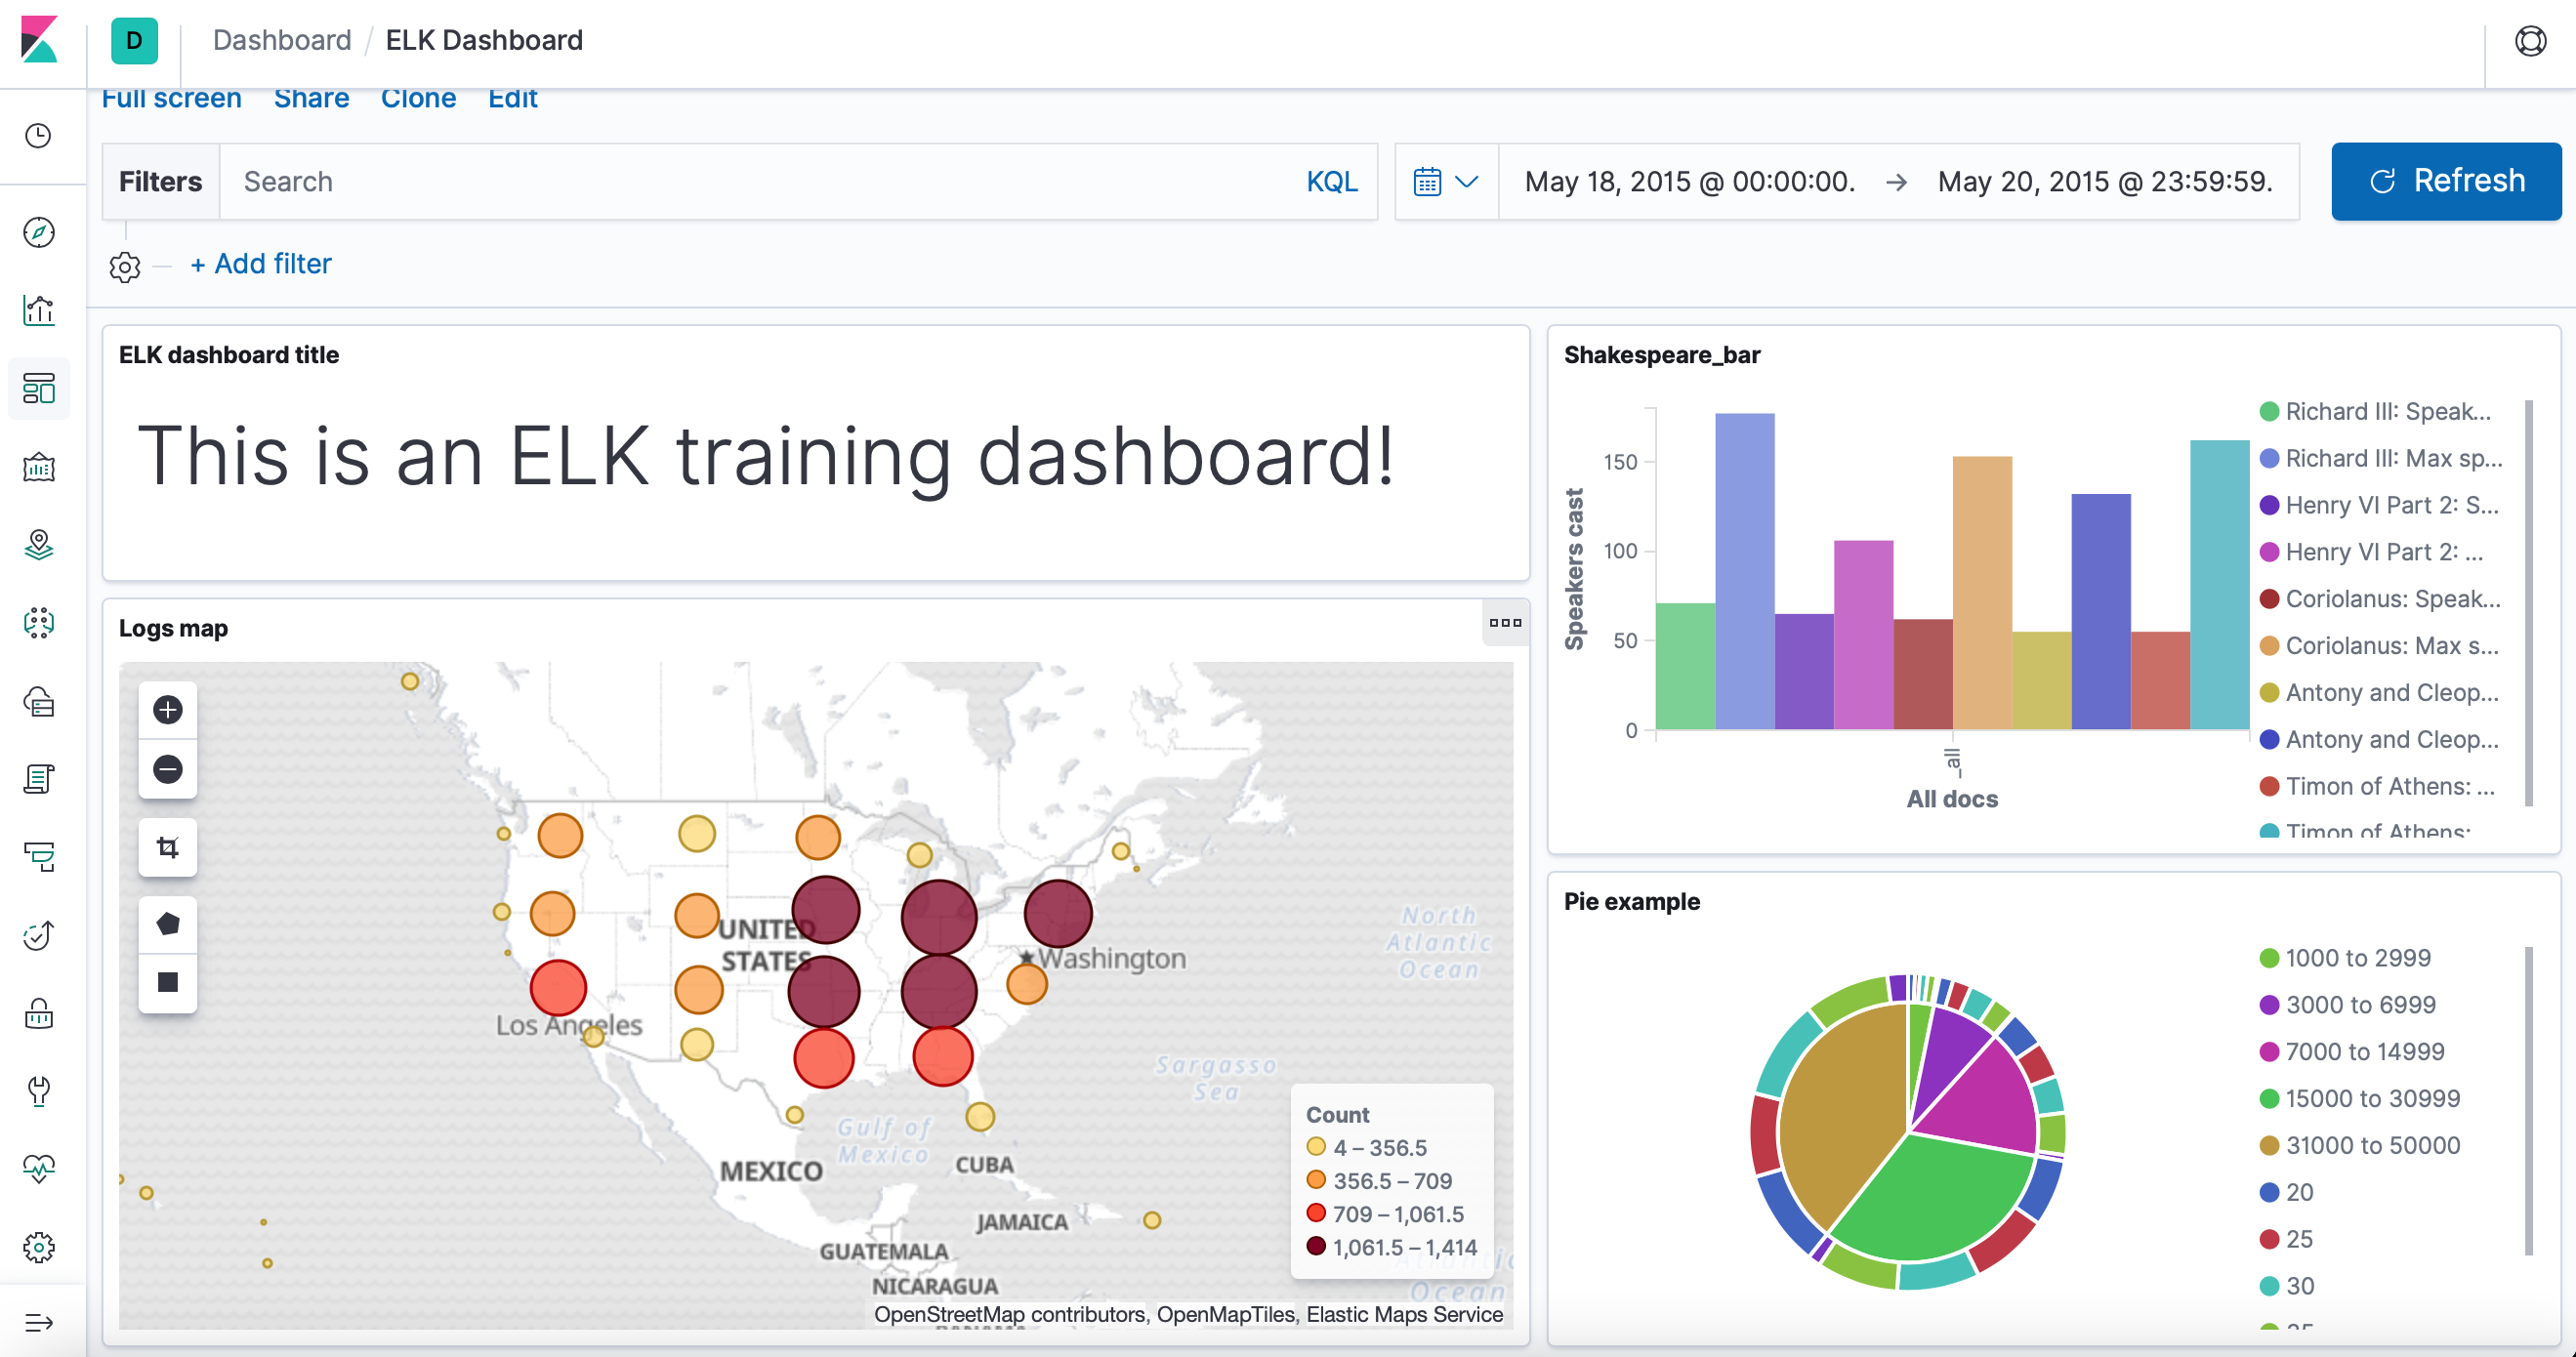 D
Dashboard / ELK Dashboard
Full screen Share Clone Edit
Filters Search KQL
May 18, 2015 @ 00:00:00. → May 20, 2015 @ 23:59:59.
Refresh
+ Add filter
ELK dashboard title
This is an ELK training dashboard!
Logs map
UNITED
STATES
Washington
Los Angeles
North
Atlantic
Ocean
Sargasso
Sea
Gulf of
Mexico
MEXICO
CUBA
JAMAICA
GUATEMALA
NICARAGUA
Ocean
Count
4 – 356.5
356.5 – 709
709 – 1,061.5
1,061.5 – 1,414
OpenStreetMap contributors, OpenMapTiles, Elastic Maps Service
Shakespeare_bar
Speakers cast
150
100
50
0
_all
All docs
Richard III: Speak...
Richard III: Max sp...
Henry VI Part 2: S...
Henry VI Part 2: ...
Coriolanus: Speak...
Coriolanus: Max s...
Antony and Cleop...
Antony and Cleop...
Timon of Athens: ...
Timon of Athens:
Pie example
1000 to 2999
3000 to 6999
7000 to 14999
15000 to 30999
31000 to 50000
20
25
30